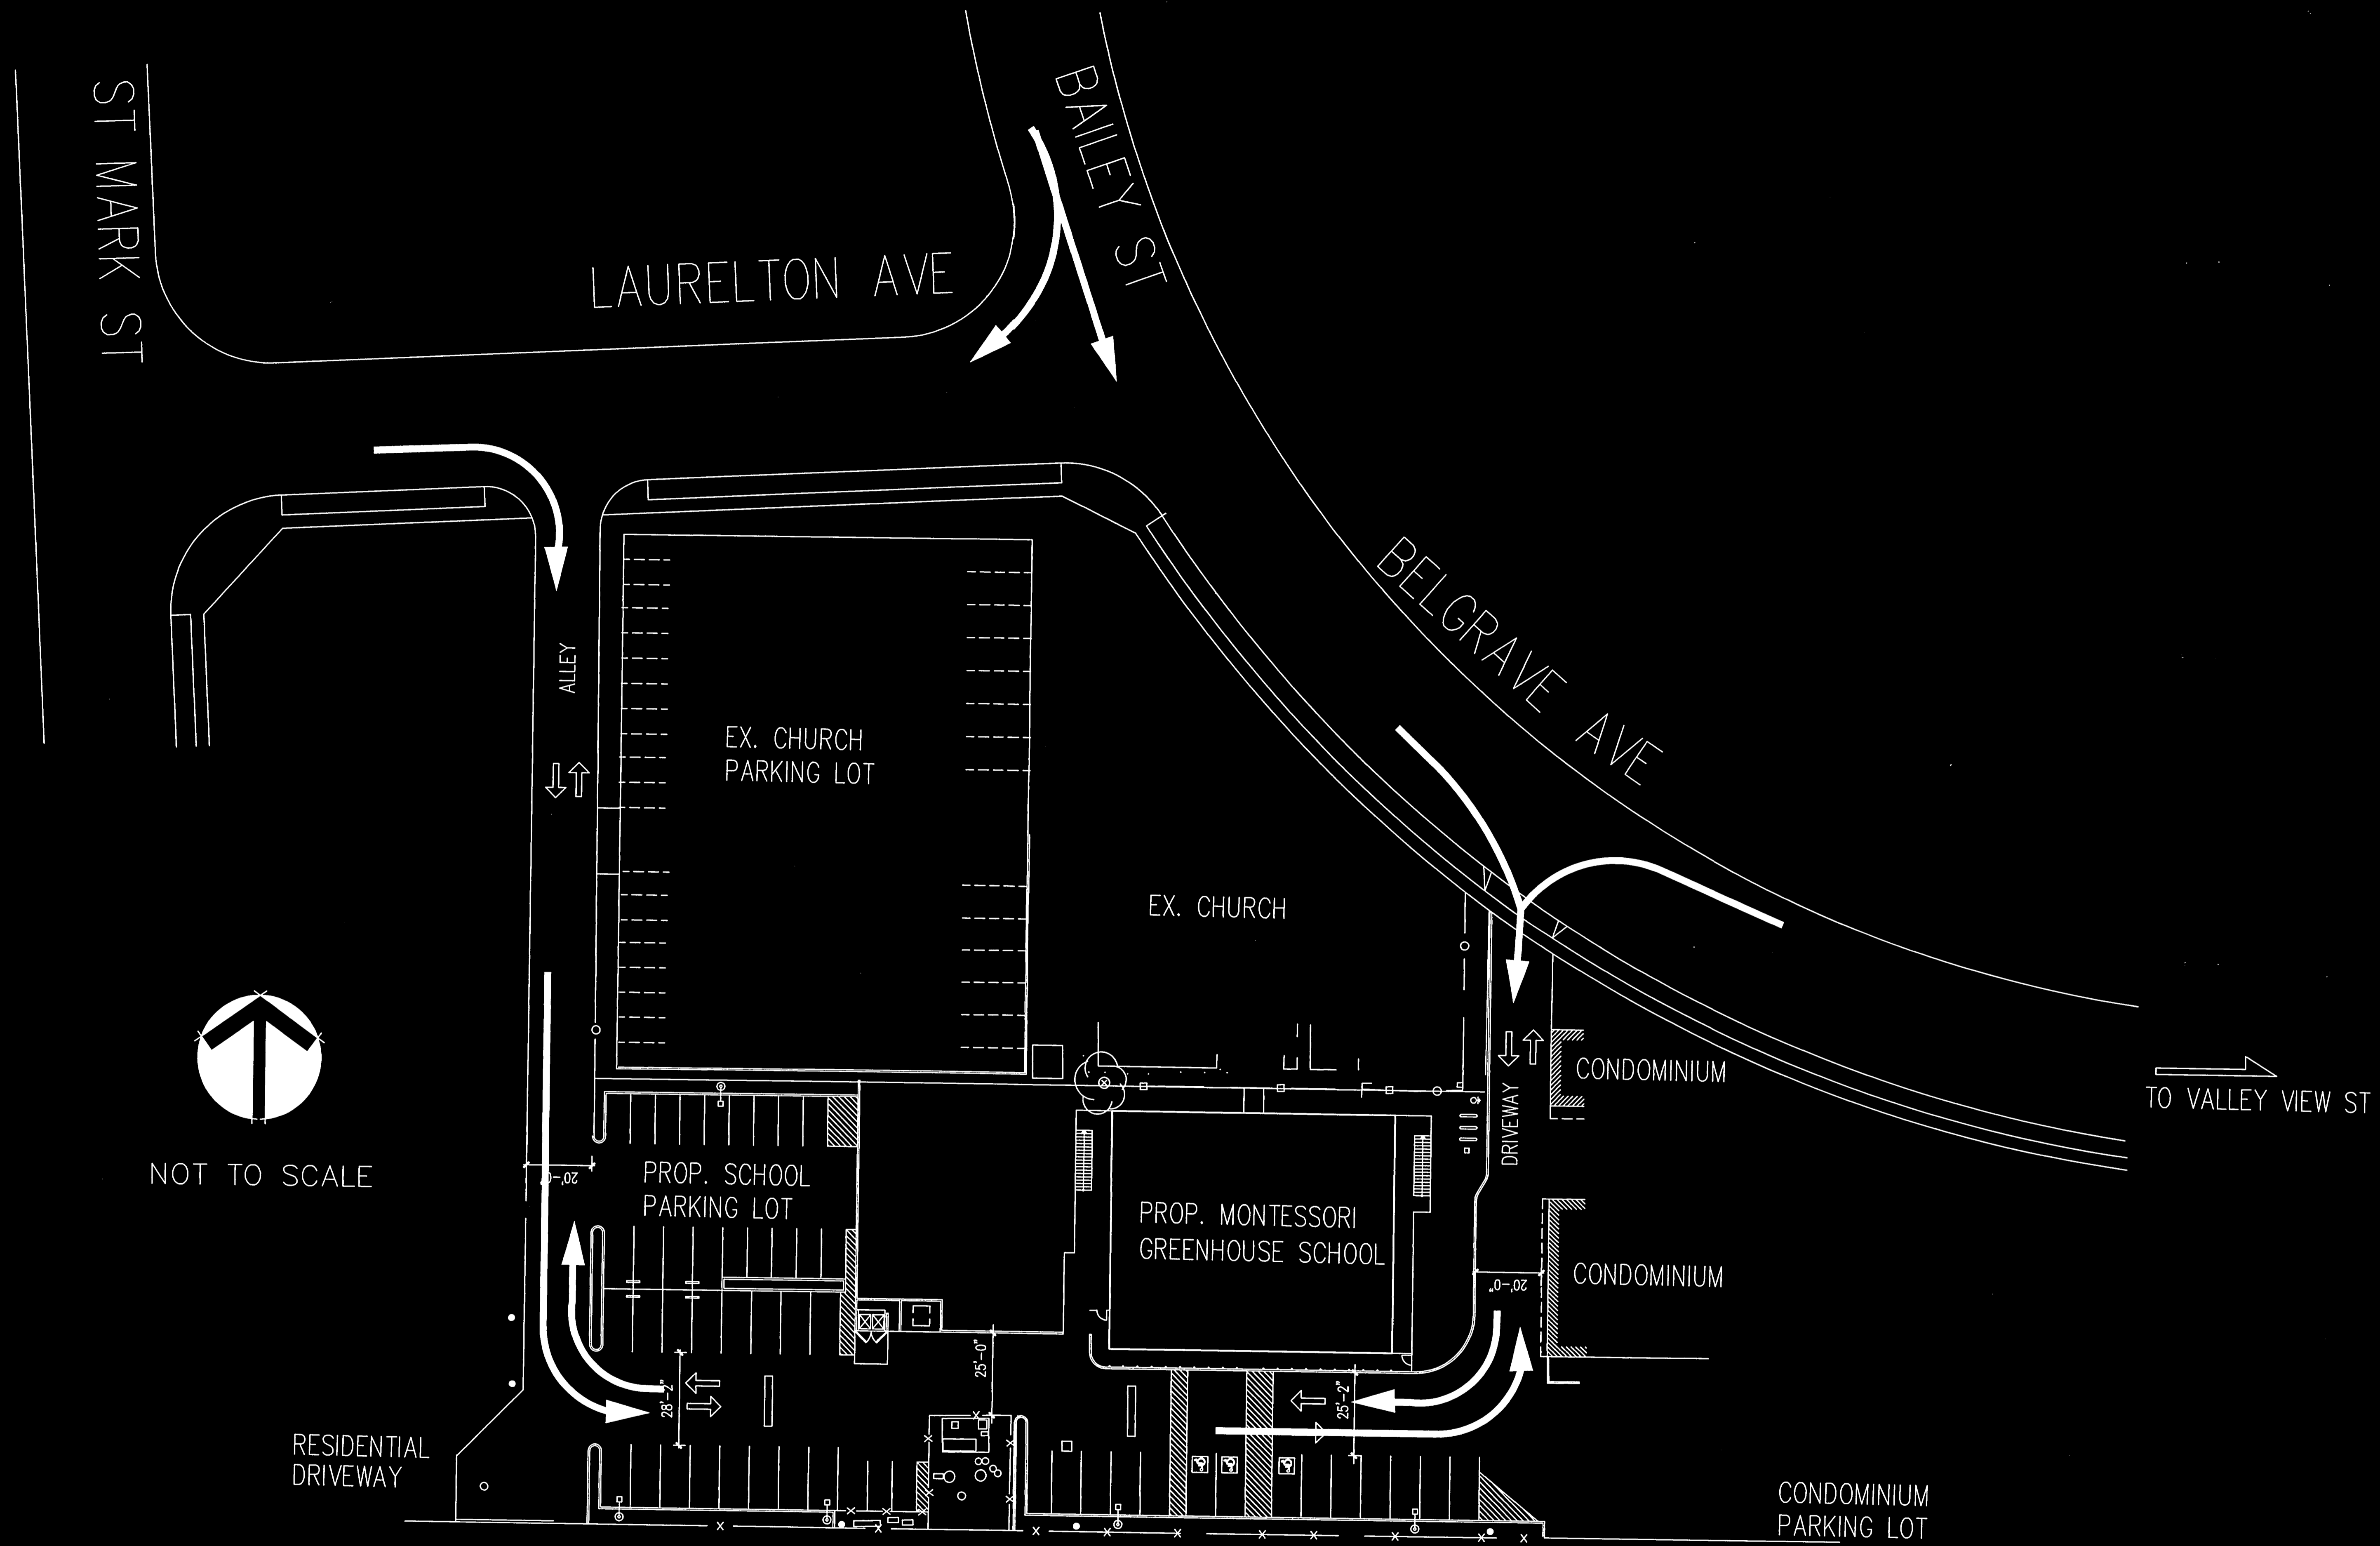 ST MARK ST
BAILEY ST
LAURELTON AVE
BELGRAVE AVE
ALLEY
EX. CHURCH
PARKING LOT
EX. CHURCH
CONDOMINIUM
TO VALLEY VIEW ST
DRIVEWAY
NOT TO SCALE
20'-0"
PROP. SCHOOL
PARKING LOT
PROP. MONTESSORI
GREENHOUSE SCHOOL
CONDOMINIUM
20'-0"
25'-0"
28'-2"
25'-2"
RESIDENTIAL
DRIVEWAY
CONDOMINIUM
PARKING LOT